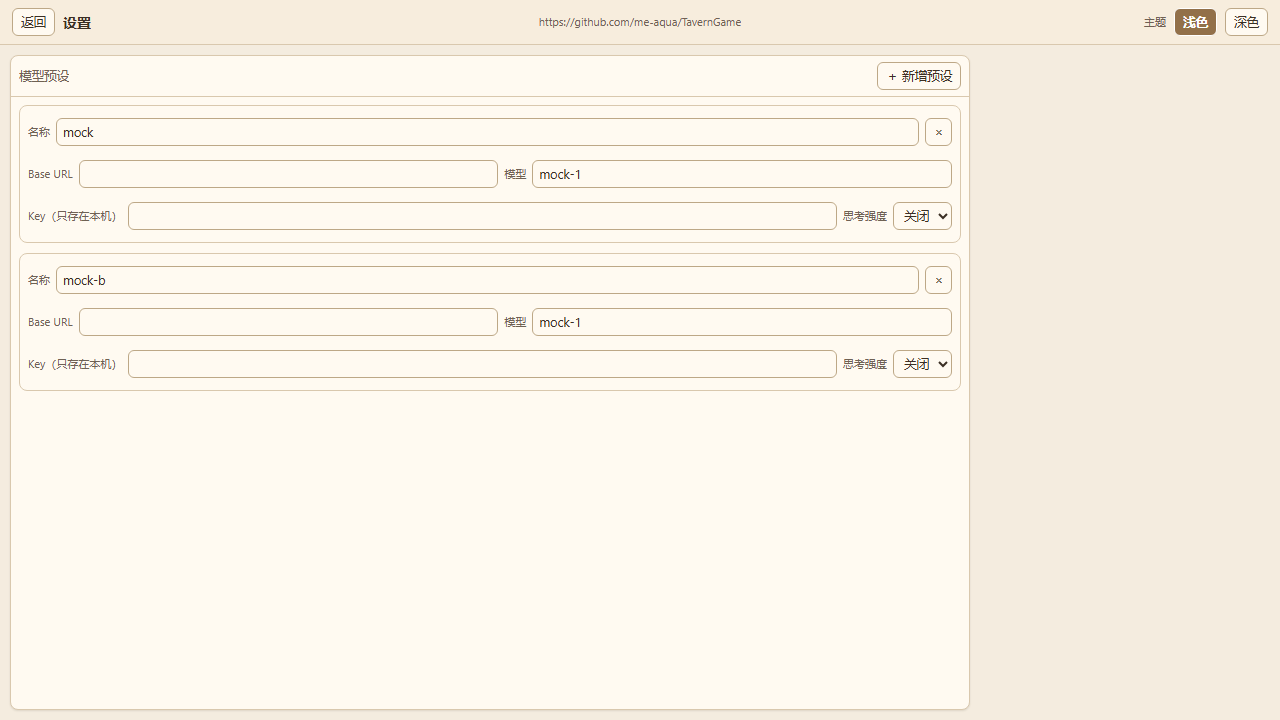 返回 设置 https://github.com/me-aqua/TavernGame 主题 浅色 深色
模型预设 + 新增预设
名称 mock ×
Base URL 模型 mock-1
Key（只存在本机） 思考强度 关闭
名称 mock-b ×
Base URL 模型 mock-1
Key（只存在本机） 思考强度 关闭